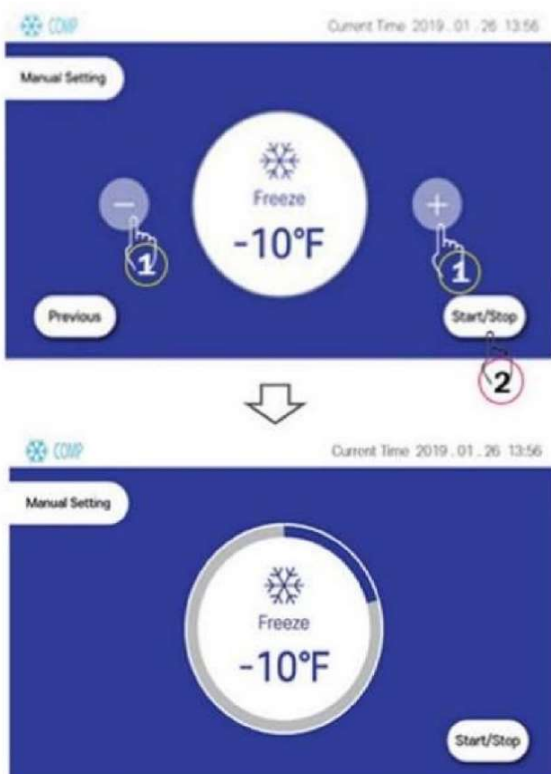 COMP Current Time 2019 . 01 . 26 13:56
Manual Setting
Freeze
-10°F
− +
1 1
Previous Start/Stop
2
COMP Current Time 2019 . 01 . 26 13:56
Manual Setting
Freeze
-10°F
Start/Stop